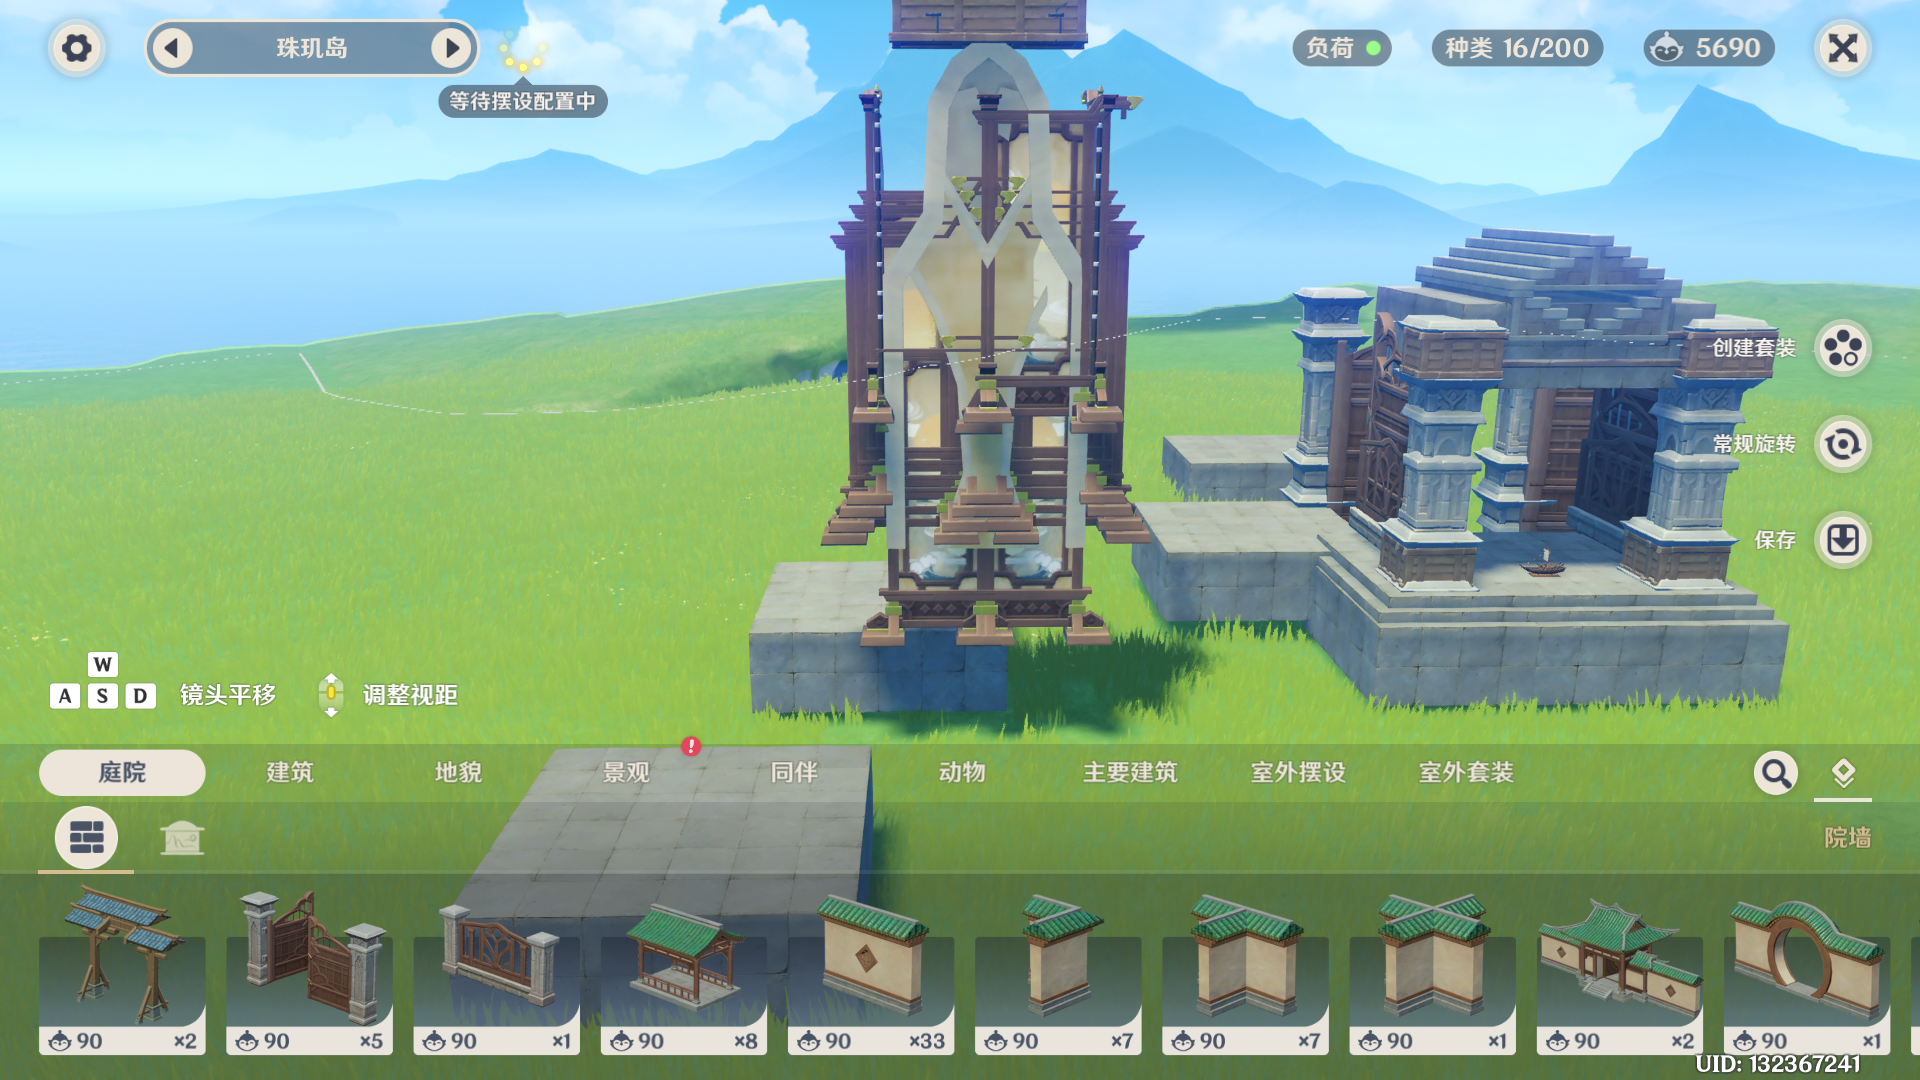 珠玑岛
等待摆设配置中
负荷
种类 16/200
5690
创建套装
常规旋转
保存
W
A S D 镜头平移 调整视距
庭院 建筑 地貌 景观 同伴 动物 主要建筑 室外摆设 室外套装
院墙
90 ×2
90 ×5
90 ×1
90 ×8
90 ×33
90 ×7
90 ×7
90 ×1
90 ×2
90 ×1
UID: 132367241